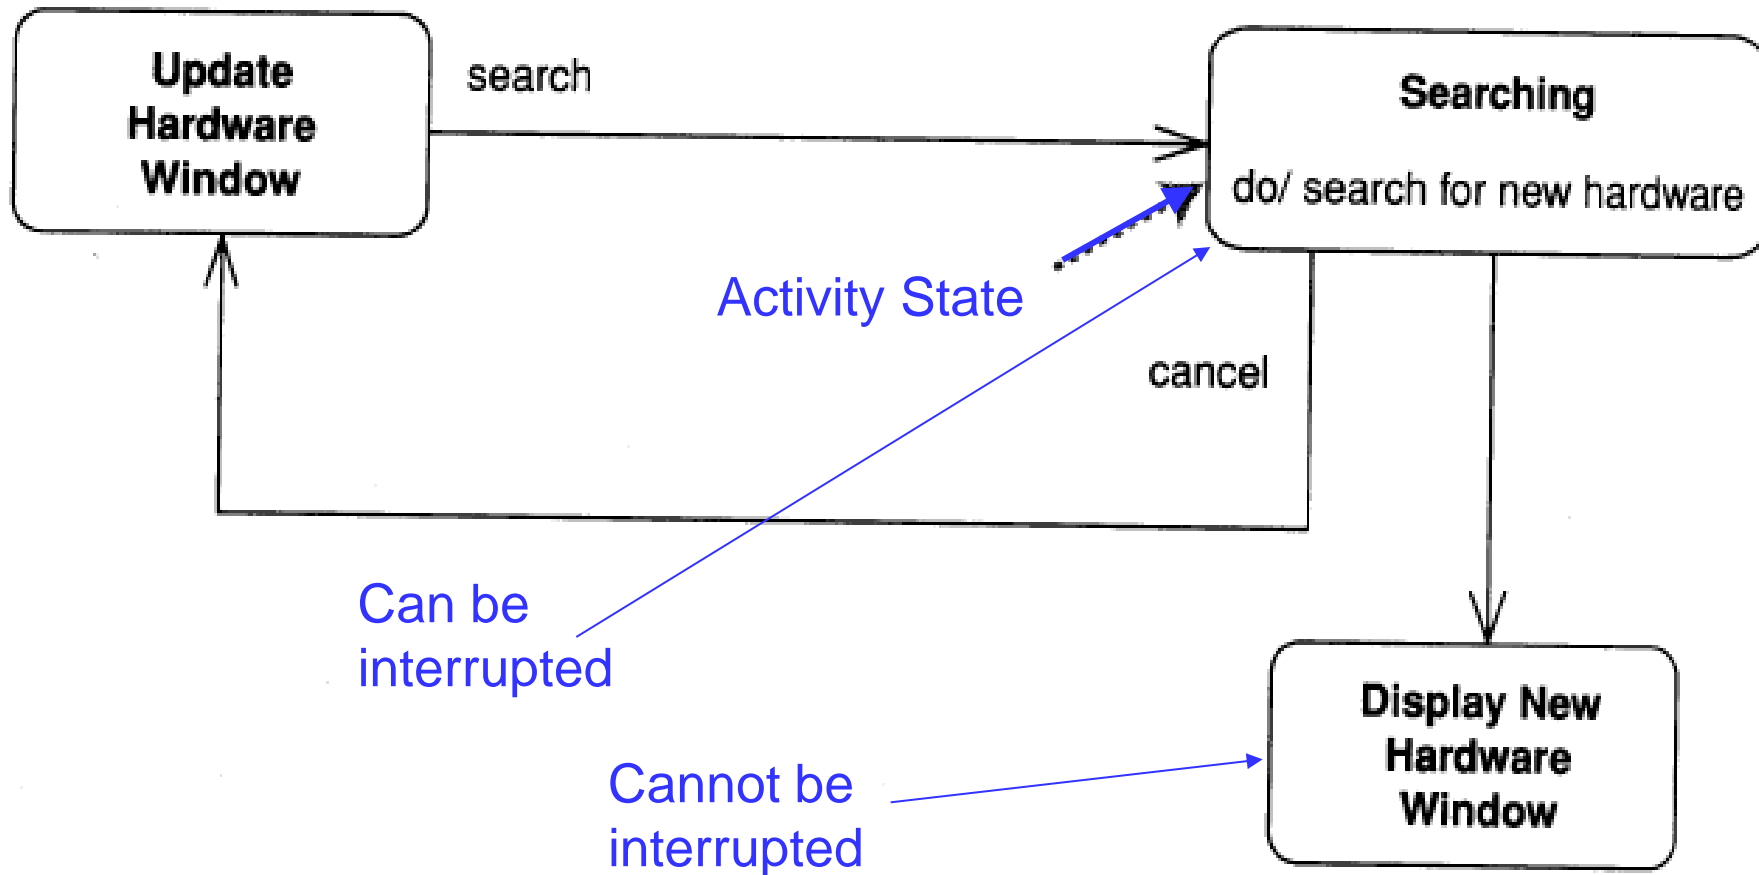 Update
Hardware
Window
search
Searching
do/ search for new hardware
Activity State
cancel
Can be
interrupted
Display New
Hardware
Window
Cannot be
interrupted